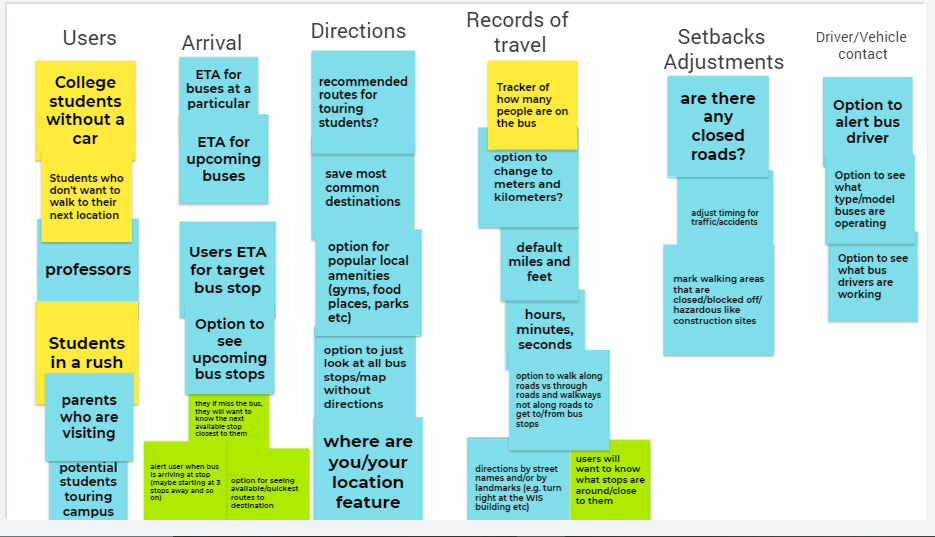 Users
College
students
without a
car
Students who
don't want to
walk to their
next location
professors
Students
in a rush
parents
who are
visiting
potential
students
touring
campus
Arrival
ETA for
buses at a
particular
ETA for
upcoming
buses
Users ETA
for target
bus stop
Option to
see
upcoming
bus stops
they if miss the bus,
they will want to
know the next
available stop
closest to them
alert user when bus
is arriving at stop
(maybe starting at 3
stops away and so
on)
option for seeing
available/quickest
routes to
destination
Directions
recommended
routes for
touring
students?
save most
common
destinations
option for
popular local
amenities
(gyms, food
places, parks
etc)
option to just
look at all bus
stops/map
without
directions
where are
you/your
location
feature
Records of
travel
Tracker of
how many
people are on
the bus
option to
change to
meters and
kilometers?
default
miles and
feet
hours,
minutes,
seconds
option to walk along
roads vs through
roads and walkways
not along roads to
get to/from bus
stops
directions by street
names and/or by
landmarks (e.g. turn
right at the WIS
building etc)
users will
want to know
what stops are
around/close
to them
Setbacks
Adjustments
are there
any
closed
roads?
adjust timing for
traffic/accidents
mark walking areas
that are
closed/blocked off/
hazardous like
construction sites
Driver/Vehicle
contact
Option to
alert bus
driver
Option to see
what
type/model
buses are
operating
Option to see
what bus
drivers are
working